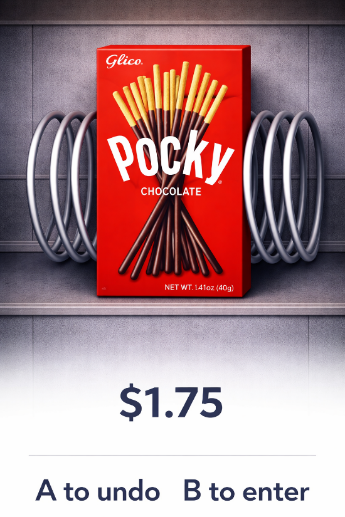 Glico.
Pocky®
CHOCOLATE
NET WT. 1.41oz (40g)
$1.75
A to undo B to enter